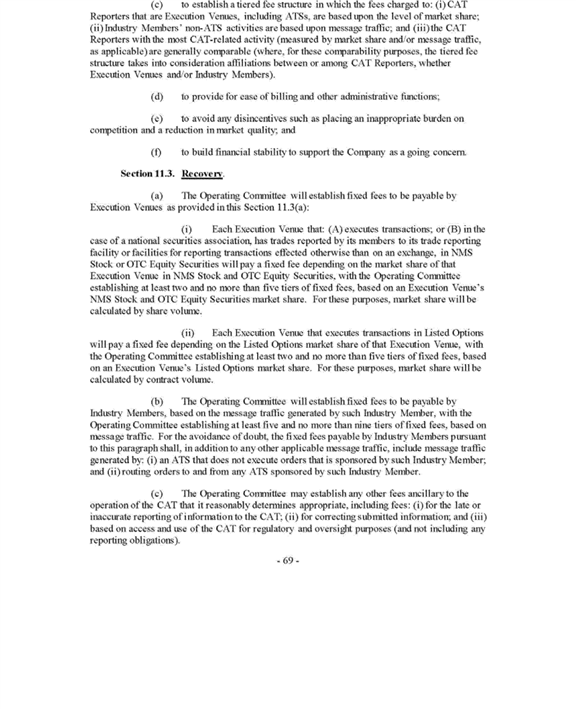 (c) to establish a tiered fee structure in which the fees charged to: (i) CAT
Reporters that are Execution Venues, including ATSs, are based upon the level of market share;
(ii) Industry Members' non-ATS activities are based upon message traffic; and (iii) the CAT
Reporters with the most CAT-related activity (measured by market share and/or message traffic,
as applicable) are generally comparable (where, for these comparability purposes, the tiered fee
structure takes into consideration affiliations between or among CAT Reporters, whether
Execution Venues and/or Industry Members).
(d) to provide for ease of billing and other administrative functions;
(e) to avoid any disincentives such as placing an inappropriate burden on
competition and a reduction in market quality; and
(f) to build financial stability to support the Company as a going concern.
Section 11.3. Recovery.
(a) The Operating Committee will establish fixed fees to be payable by
Execution Venues as provided in this Section 11.3(a):
(i) Each Execution Venue that: (A) executes transactions; or (B) in the
case of a national securities association, has trades reported by its members to its trade reporting
facility or facilities for reporting transactions effected otherwise than on an exchange, in NMS
Stock or OTC Equity Securities will pay a fixed fee depending on the market share of that
Execution Venue in NMS Stock and OTC Equity Securities, with the Operating Committee
establishing at least two and no more than five tiers of fixed fees, based on an Execution Venue's
NMS Stock and OTC Equity Securities market share. For these purposes, market share will be
calculated by share volume.
(ii) Each Execution Venue that executes transactions in Listed Options
will pay a fixed fee depending on the Listed Options market share of that Execution Venue, with
the Operating Committee establishing at least two and no more than five tiers of fixed fees, based
on an Execution Venue's Listed Options market share. For these purposes, market share will be
calculated by contract volume.
(b) The Operating Committee will establish fixed fees to be payable by
Industry Members, based on the message traffic generated by such Industry Member, with the
Operating Committee establishing at least five and no more than nine tiers of fixed fees, based on
message traffic. For the avoidance of doubt, the fixed fees payable by Industry Members pursuant
to this paragraph shall, in addition to any other applicable message traffic, include message traffic
generated by: (i) an ATS that does not execute orders that is sponsored by such Industry Member;
and (ii) routing orders to and from any ATS sponsored by such Industry Member.
(c) The Operating Committee may establish any other fees ancillary to the
operation of the CAT that it reasonably determines appropriate, including fees: (i) for the late or
inaccurate reporting of information to the CAT; (ii) for correcting submitted information; and (iii)
based on access and use of the CAT for regulatory and oversight purposes (and not including any
reporting obligations).
- 69 -